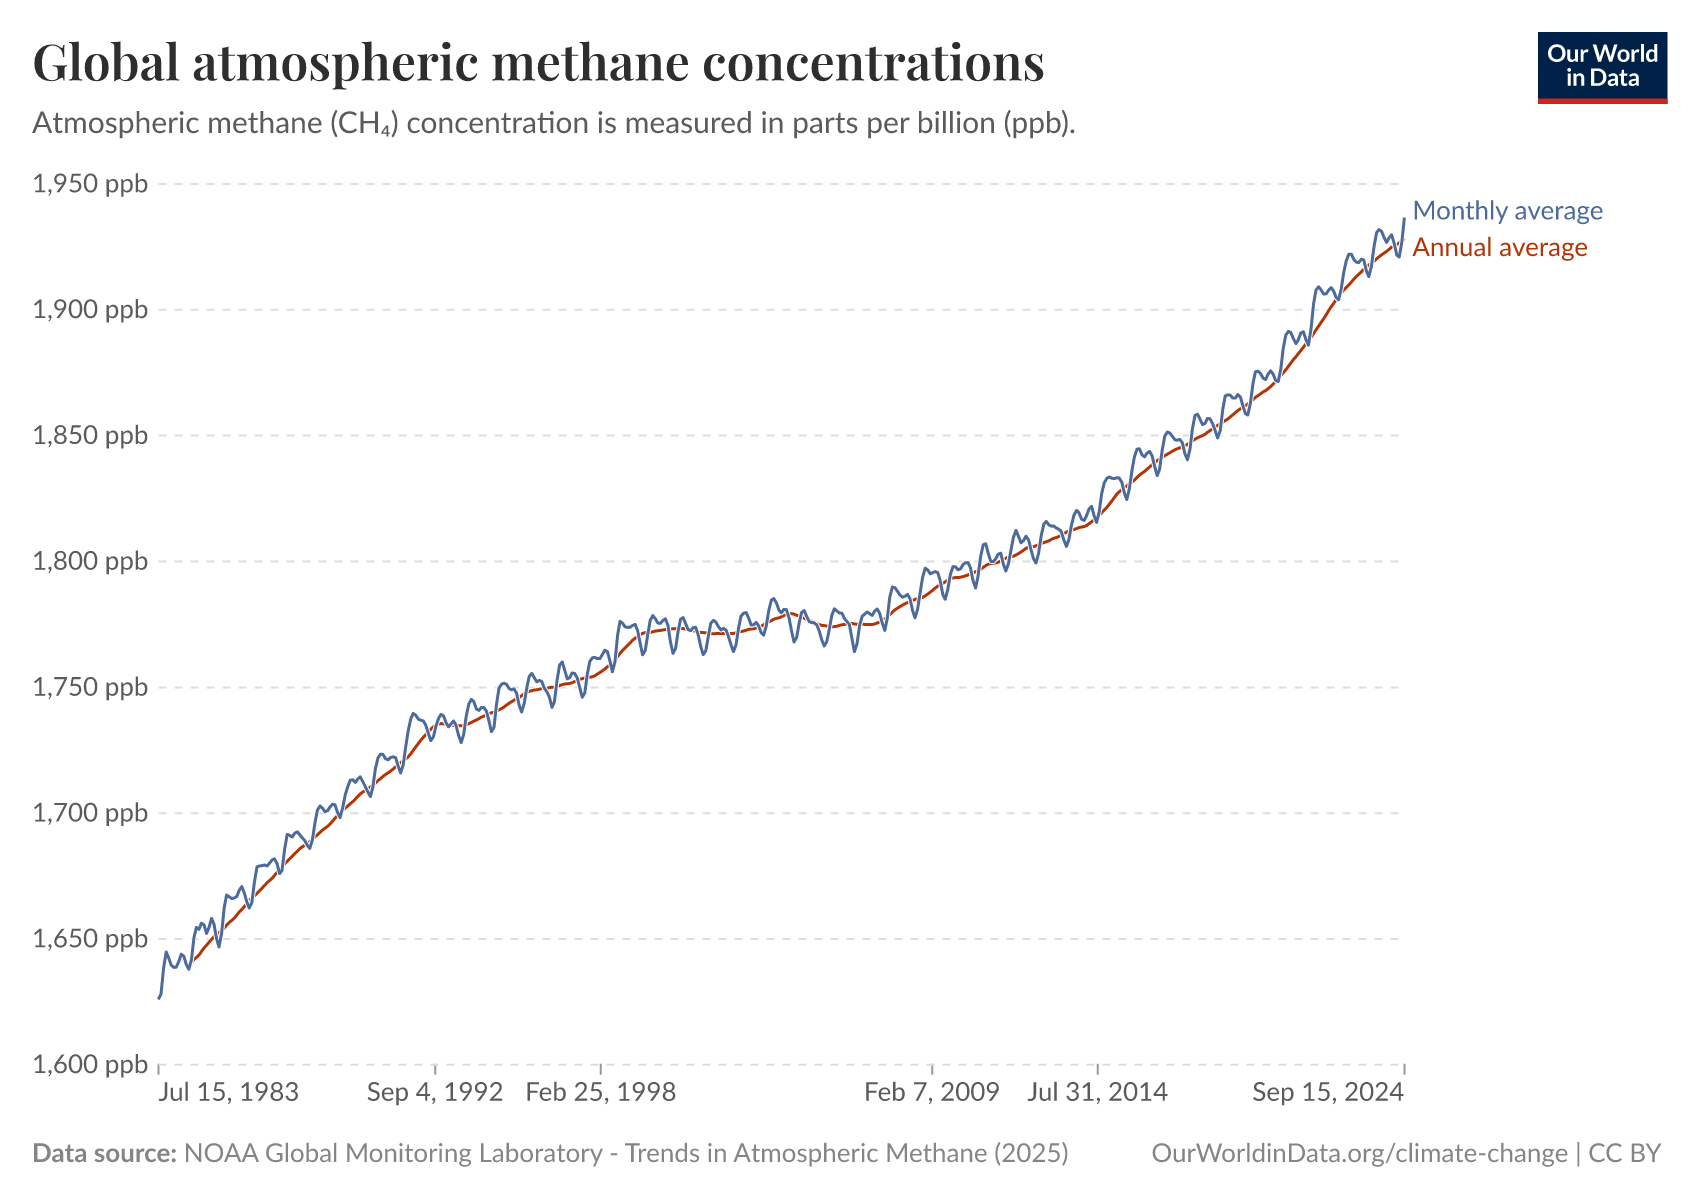 Global atmospheric methane concentrations
Our World
in Data
Atmospheric methane (CH₄) concentration is measured in parts per billion (ppb).
1,950 ppb
Monthly average
Annual average
1,900 ppb
1,850 ppb
1,800 ppb
1,750 ppb
1,700 ppb
1,650 ppb
1,600 ppb
Jul 15, 1983 Sep 4, 1992 Feb 25, 1998 Feb 7, 2009 Jul 31, 2014 Sep 15, 2024
Data source: NOAA Global Monitoring Laboratory - Trends in Atmospheric Methane (2025) OurWorldinData.org/climate-change | CC BY